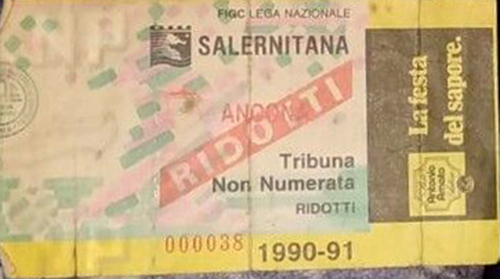 FIGC LEGA NAZIONALE
SALERNITANA
ANCONA
RIDOTTI
Tribuna
Non Numerata
RIDOTTI
000038
1990-91
La festa
del sapore.
Antonio
Amato